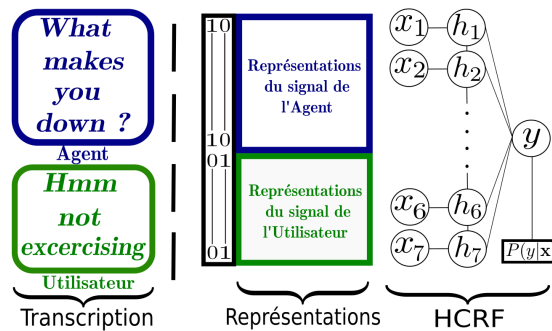 What
makes
you
down ?
Agent
Hmm
not
excercising
Utilisateur
Transcription
10
10
01
01
Représentations
du signal de
l'Agent
Représentations
du signal de
l'Utilisateur
Représentations
x1 h1
x2 h2
y
x6 h6
x7 h7
P(y|x
HCRF